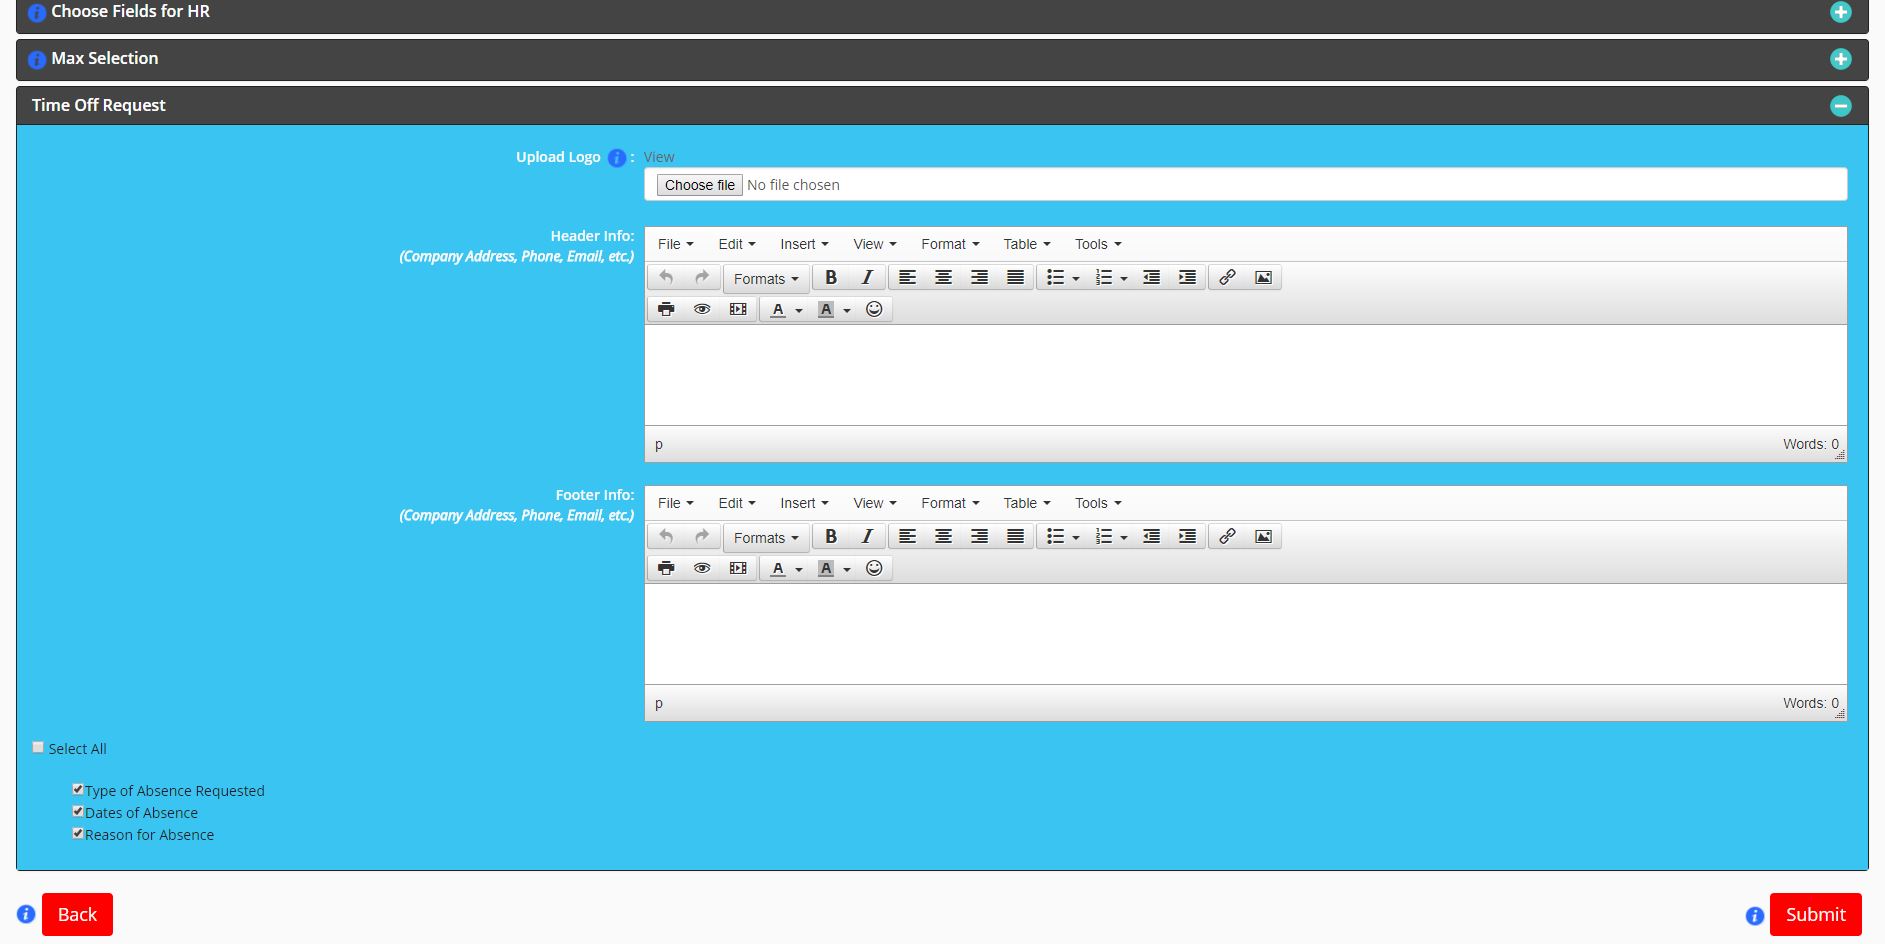 Choose Fields for HR
Max Selection
Time Off Request
Upload Logo : View
Choose file No file chosen
Header Info:
(Company Address, Phone, Email, etc.)
File Edit Insert View Format Table Tools
Formats B I
A A
p Words: 0
Footer Info:
(Company Address, Phone, Email, etc.)
File Edit Insert View Format Table Tools
Formats B I
A A
p Words: 0
Select All
Type of Absence Requested
Dates of Absence
Reason for Absence
Back Submit